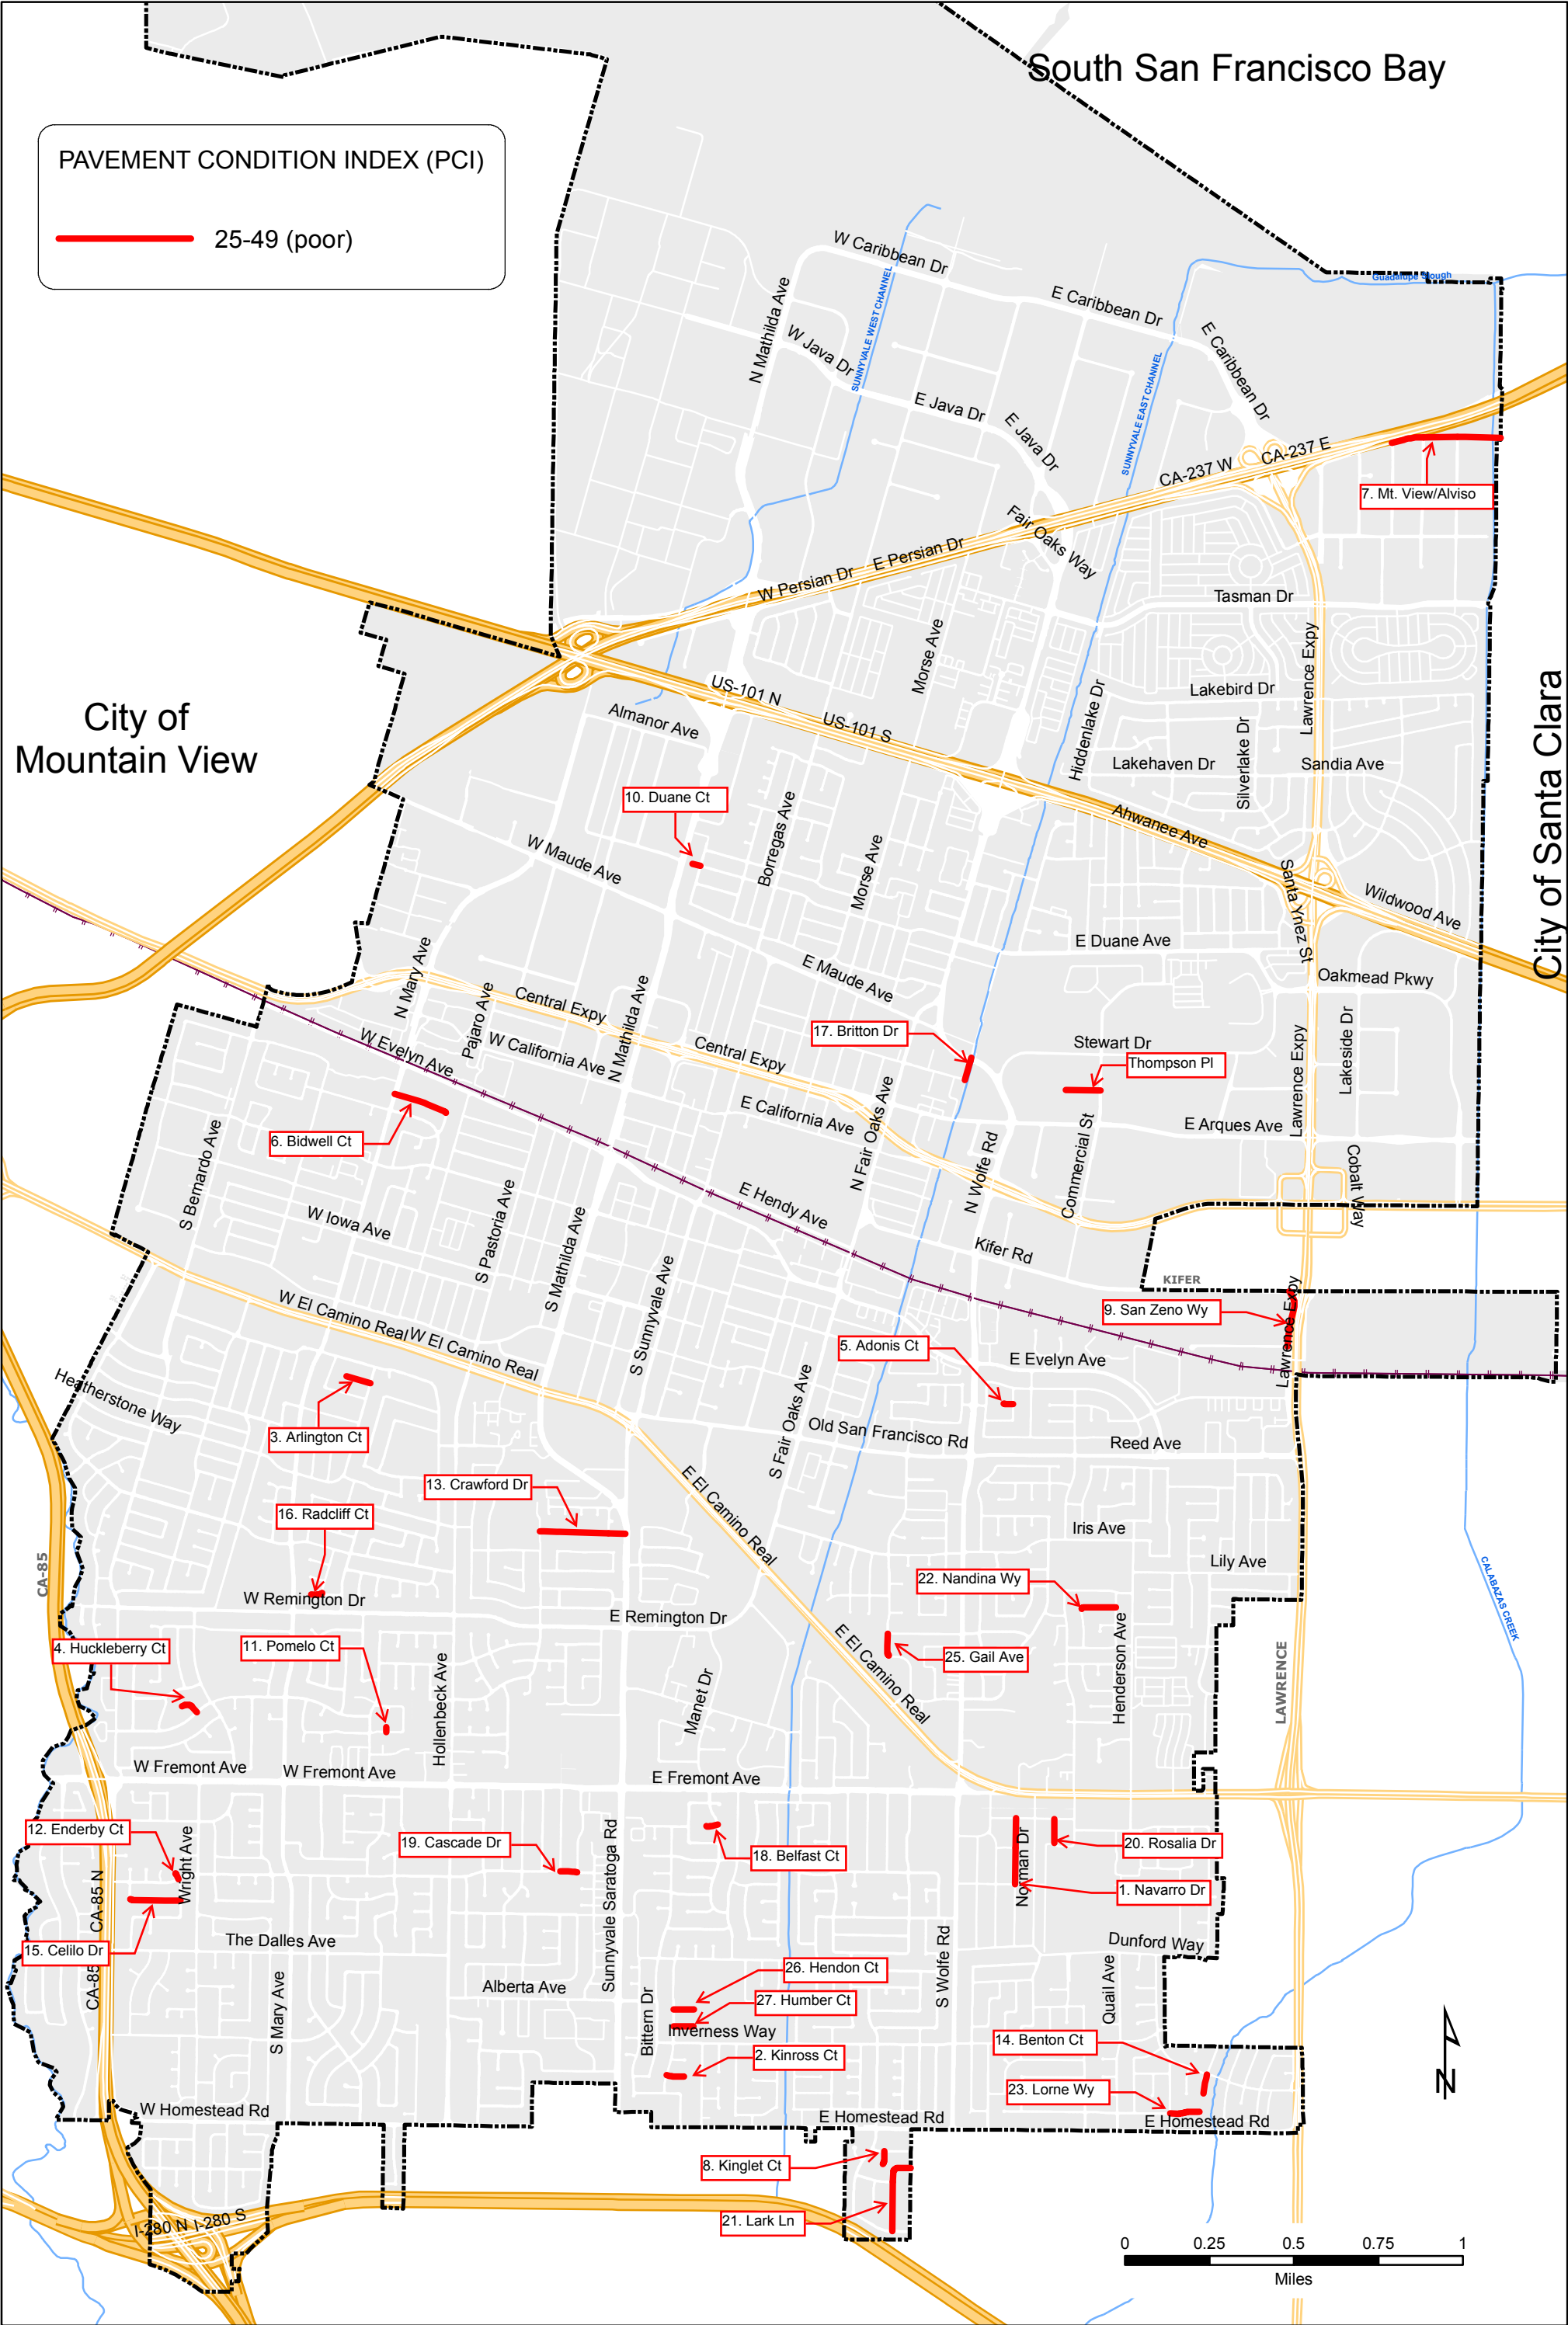 South San Francisco Bay
PAVEMENT CONDITION INDEX (PCI)
25-49 (poor)
W Caribbean Dr
Guadalupe Slough
E Caribbean Dr
N Mathilda Ave
SUNNYVALE WEST CHANNEL
W Java Dr
E Caribbean Dr
SUNNYVALE EAST CHANNEL
E Java Dr
E Java Dr
CA-237 W
CA-237 E
7. Mt. View/Alviso
Fair Oaks Way
E Persian Dr
W Persian Dr
Tasman Dr
Morse Ave
Lawrence Expy
US-101 N
Lakebird Dr
City of
Mountain View
Almanor Ave
US-101 S
Hiddenlake Dr
Silverlake Dr
Lakehaven Dr
Sandia Ave
City of Santa Clara
10. Duane Ct
Borregas Ave
Ahwanee Ave
W Maude Ave
Morse Ave
Santa Ynez St
Wildwood Ave
E Duane Ave
N Mary Ave
E Maude Ave
Oakmead Pkwy
Pajaro Ave
Central Expy
N Mathilda Ave
17. Britton Dr
Stewart Dr
W Evelyn Ave
W California Ave
Central Expy
Thompson Pl
Lawrence Expy
Lakeside Dr
E California Ave
N Fair Oaks Ave
E Arques Ave
6. Bidwell Ct
S Bernardo Ave
N Wolfe Rd
Commercial St
Cobalt Way
E Hendy Ave
W Iowa Ave
S Pastoria Ave
S Mathilda Ave
Kifer Rd
KIFER
S Sunnyvale Ave
W El Camino Real
W El Camino Real
9. San Zeno Wy
Lawrence Expy
5. Adonis Ct
E Evelyn Ave
Heatherstone Way
S Fair Oaks Ave
3. Arlington Ct
Old San Francisco Rd
Reed Ave
13. Crawford Dr
E El Camino Real
16. Radcliff Ct
Iris Ave
Lily Ave
CA-85
22. Nandina Wy
CALABAZAS CREEK
W Remington Dr
E Remington Dr
4. Huckleberry Ct
11. Pomelo Ct
E El Camino Real
25. Gail Ave
Henderson Ave
LAWRENCE
Hollenbeck Ave
Manet Dr
W Fremont Ave
W Fremont Ave
E Fremont Ave
12. Enderby Ct
Wright Ave
19. Cascade Dr
Sunnyvale Saratoga Rd
18. Belfast Ct
Norman Dr
20. Rosalia Dr
1. Navarro Dr
CA-85 N
15. Celilo Dr
The Dalles Ave
Dunford Way
CA-85
26. Hendon Ct
S Wolfe Rd
Alberta Ave
Bittern Dr
27. Humber Ct
Quail Ave
S Mary Ave
Inverness Way
14. Benton Ct
2. Kinross Ct
23. Lorne Wy
N
W Homestead Rd
E Homestead Rd
E Homestead Rd
8. Kinglet Ct
21. Lark Ln
I-280 N
I-280 S
0 0.25 0.5 0.75 1
Miles